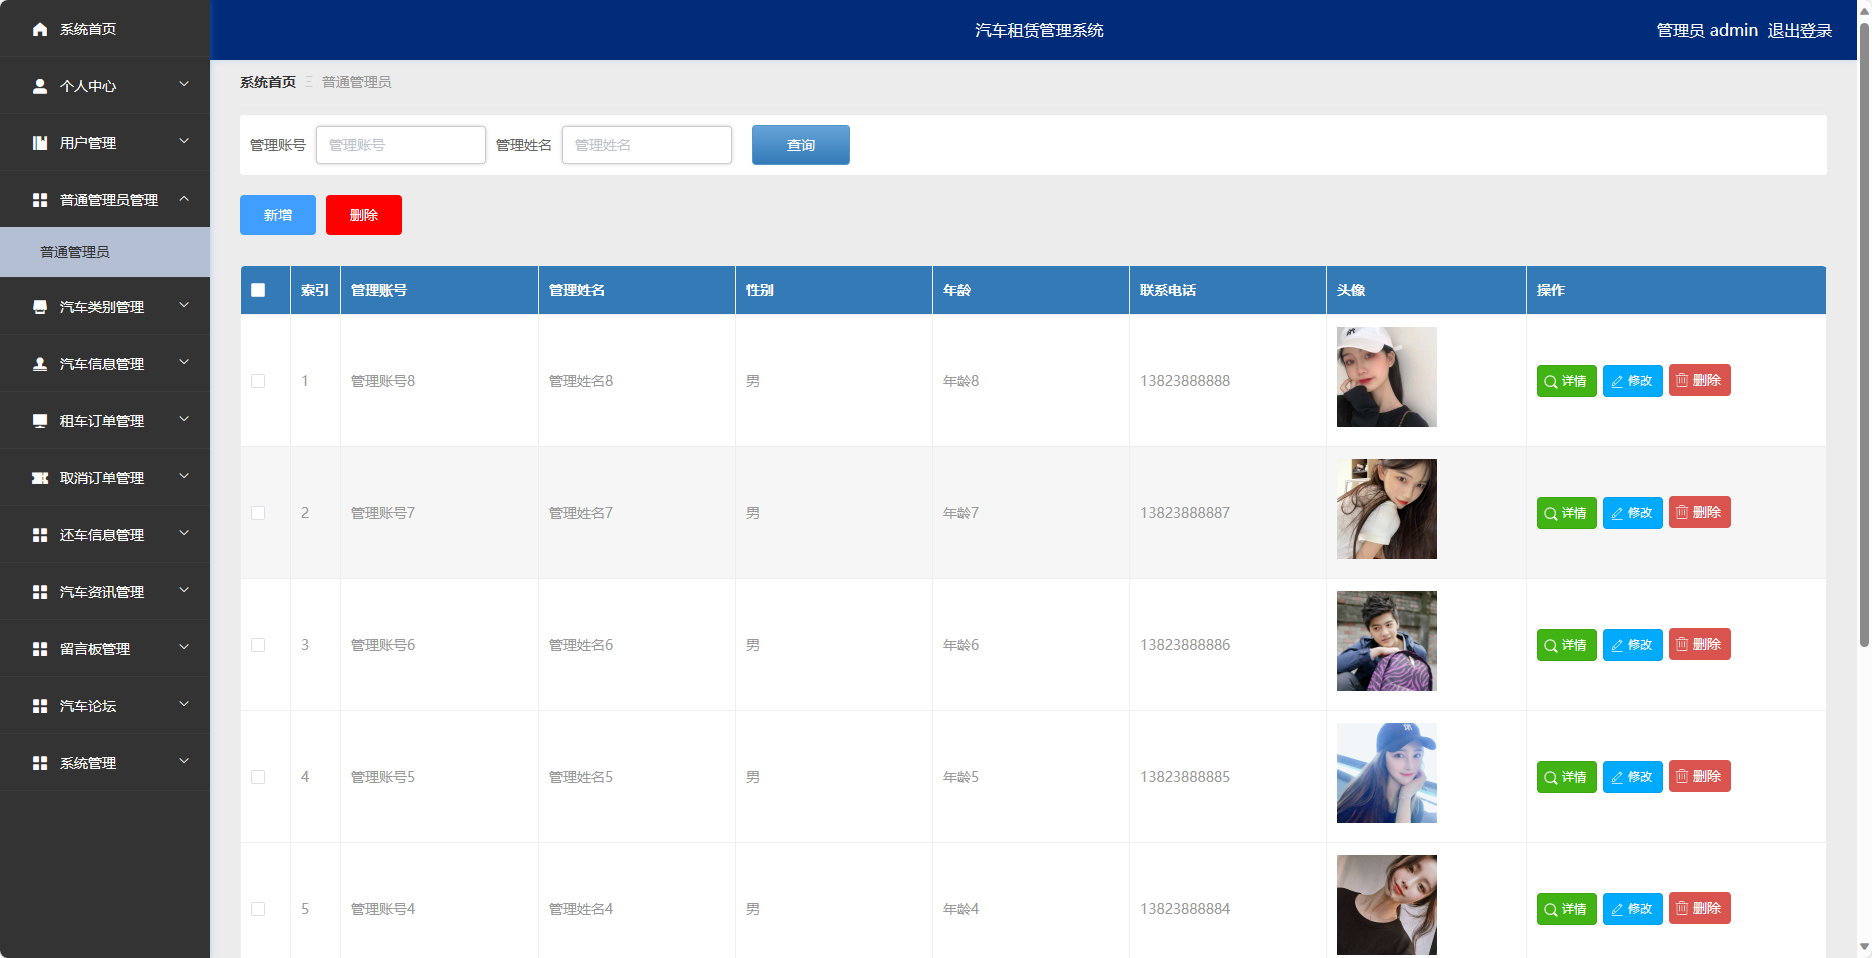 系统首页
个人中心
用户管理
普通管理员管理
普通管理员
汽车类别管理
汽车信息管理
租车订单管理
取消订单管理
还车信息管理
汽车资讯管理
留言板管理
汽车论坛
系统管理
汽车租赁管理系统
管理员 admin 退出登录
系统首页 普通管理员
管理账号 管理账号 管理姓名 管理姓名 查询
新增 删除
索引 管理账号 管理姓名 性别 年龄 联系电话 头像 操作
1 管理账号8 管理姓名8 男 年龄8 13823888888 详情 修改 删除
2 管理账号7 管理姓名7 男 年龄7 13823888887 详情 修改 删除
3 管理账号6 管理姓名6 男 年龄6 13823888886 详情 修改 删除
4 管理账号5 管理姓名5 男 年龄5 13823888885 详情 修改 删除
5 管理账号4 管理姓名4 男 年龄4 13823888884 详情 修改 删除